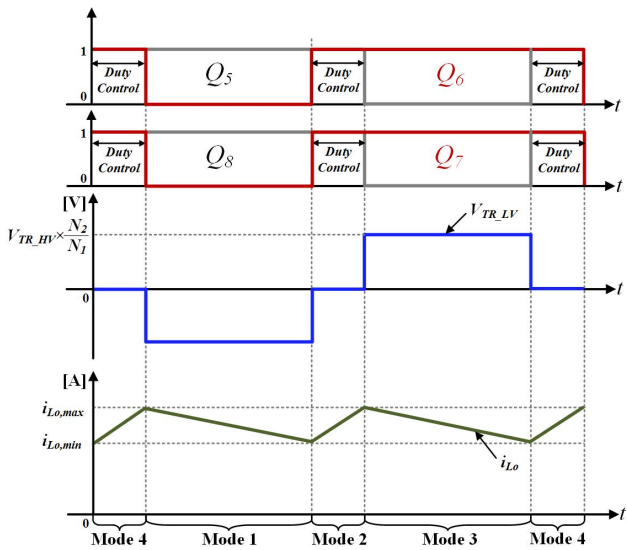 1
Duty Control
Q5
Duty Control
Q6
Duty Control
0
t
1
Duty Control
Q8
Duty Control
Q7
Duty Control
0
t
[V]
V_TR_HV × N2/N1
V_TR_LV
0
t
[A]
iLo,max
iLo,min
iLo
0
t
Mode 4 Mode 1 Mode 2 Mode 3 Mode 4